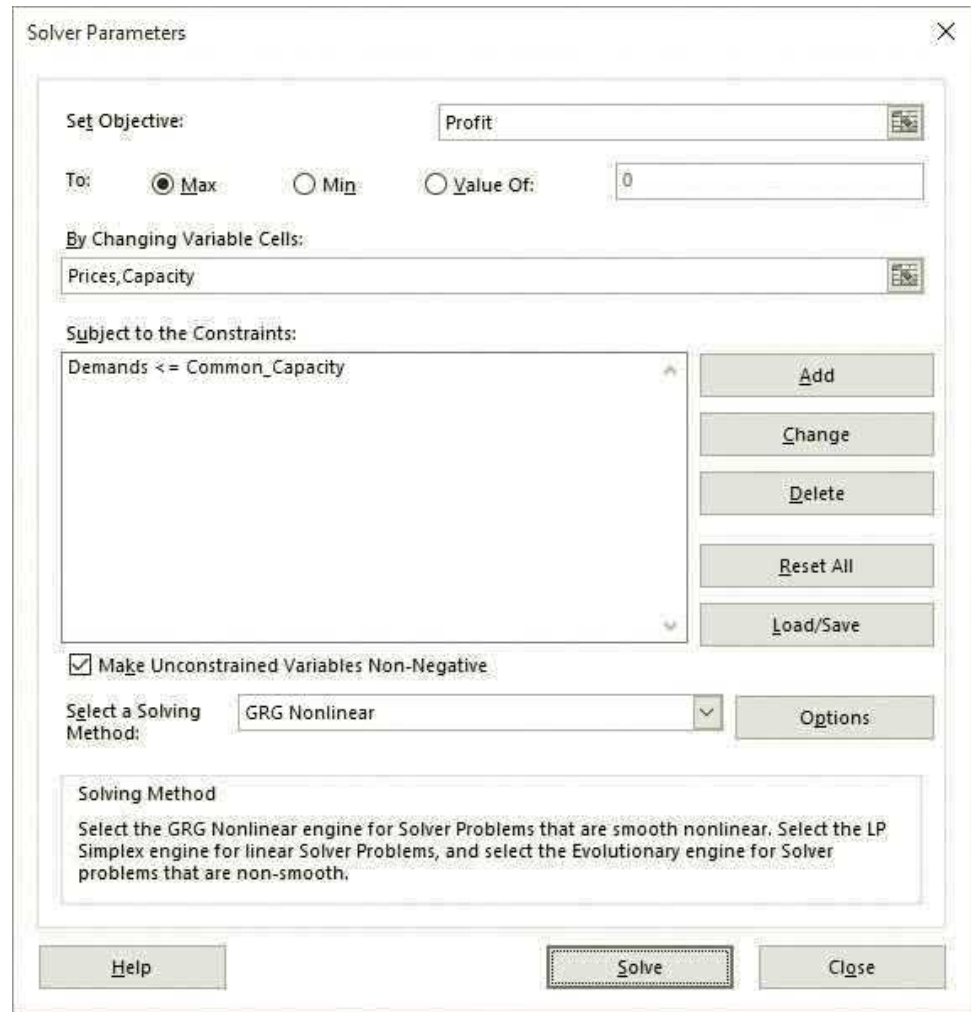 Solver Parameters
Set Objective: Profit
To: Max Min Value Of: 0
By Changing Variable Cells:
Prices,Capacity
Subject to the Constraints:
Demands <= Common_Capacity
Add
Change
Delete
Reset All
Load/Save
Make Unconstrained Variables Non-Negative
Select a Solving
Method:
GRG Nonlinear
Options
Solving Method
Select the GRG Nonlinear engine for Solver Problems that are smooth nonlinear. Select the LP
Simplex engine for linear Solver Problems, and select the Evolutionary engine for Solver
problems that are non-smooth.
Help Solve Close